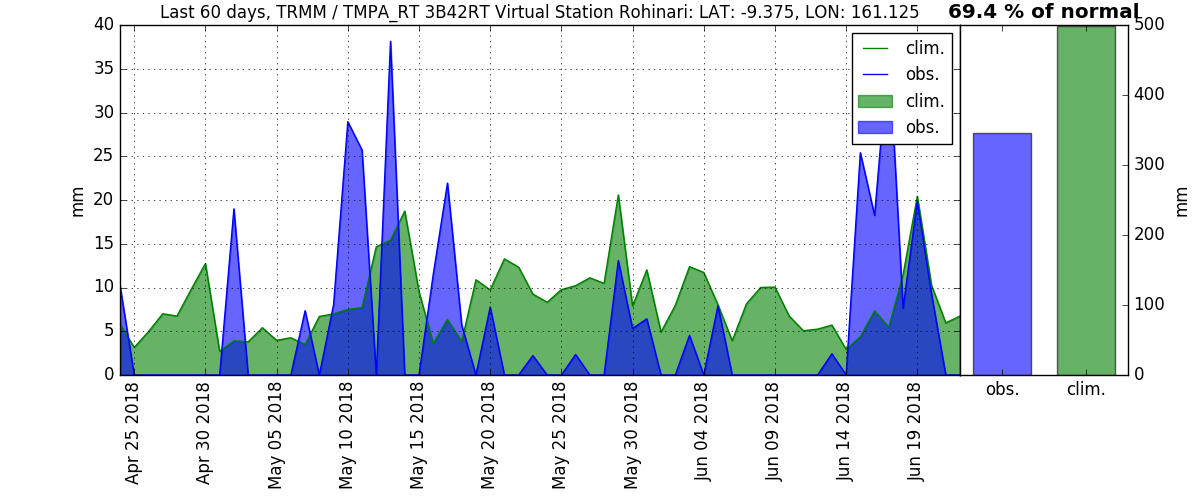 Last 60 days, TRMM / TMPA_RT 3B42RT Virtual Station Rohinari: LAT: -9.375, LON: 161.125
69.4 % of normal
40
35
30
25
20
15
10
5
0
mm
clim.
obs.
clim.
obs.
500
400
300
200
100
0
mm
obs.
clim.
Apr 25 2018
Apr 30 2018
May 05 2018
May 10 2018
May 15 2018
May 20 2018
May 25 2018
May 30 2018
Jun 04 2018
Jun 09 2018
Jun 14 2018
Jun 19 2018